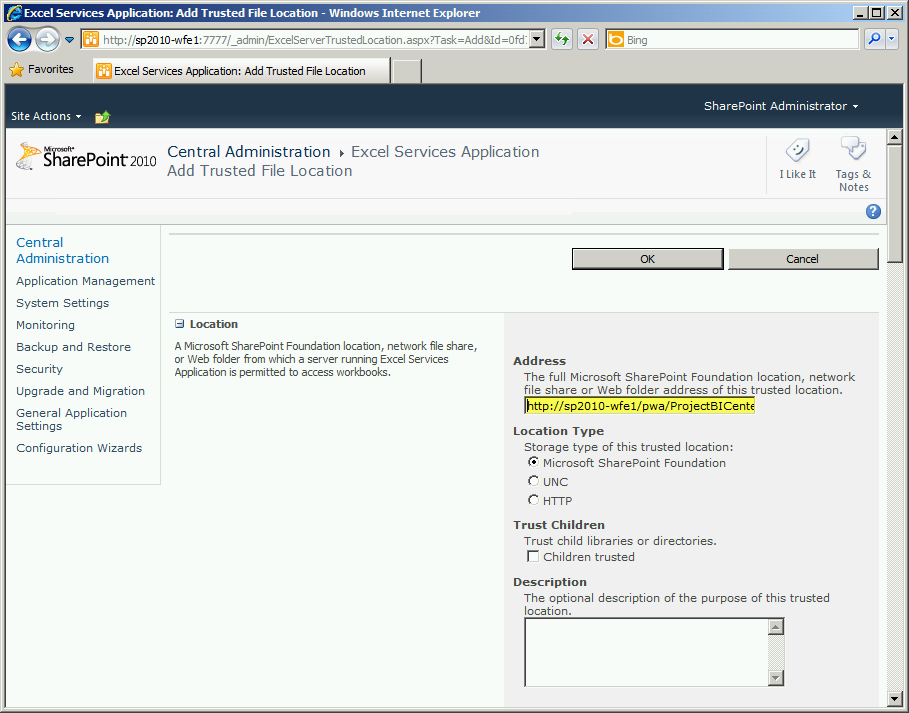 Excel Services Application: Add Trusted File Location - Windows Internet Explorer
http://sp2010-wfe1:7777/_admin/ExcelServerTrustedLocation.aspx?Task=Add&Id=0fd
Bing
Favorites
Excel Services Application: Add Trusted File Location
SharePoint Administrator
Site Actions
Microsoft
SharePoint 2010
Central Administration
Excel Services Application
Add Trusted File Location
I Like It
Tags &
Notes
Central
Administration
Application Management
System Settings
Monitoring
Backup and Restore
Security
Upgrade and Migration
General Application
Settings
Configuration Wizards
OK
Cancel
Location
A Microsoft SharePoint Foundation location, network file share,
or Web folder from which a server running Excel Services
Application is permitted to access workbooks.
Address
The full Microsoft SharePoint Foundation location, network
file share or Web folder address of this trusted location.
http://sp2010-wfe1/pwa/ProjectBICente
Location Type
Storage type of this trusted location:
Microsoft SharePoint Foundation
UNC
HTTP
Trust Children
Trust child libraries or directories.
Children trusted
Description
The optional description of the purpose of this trusted
location.